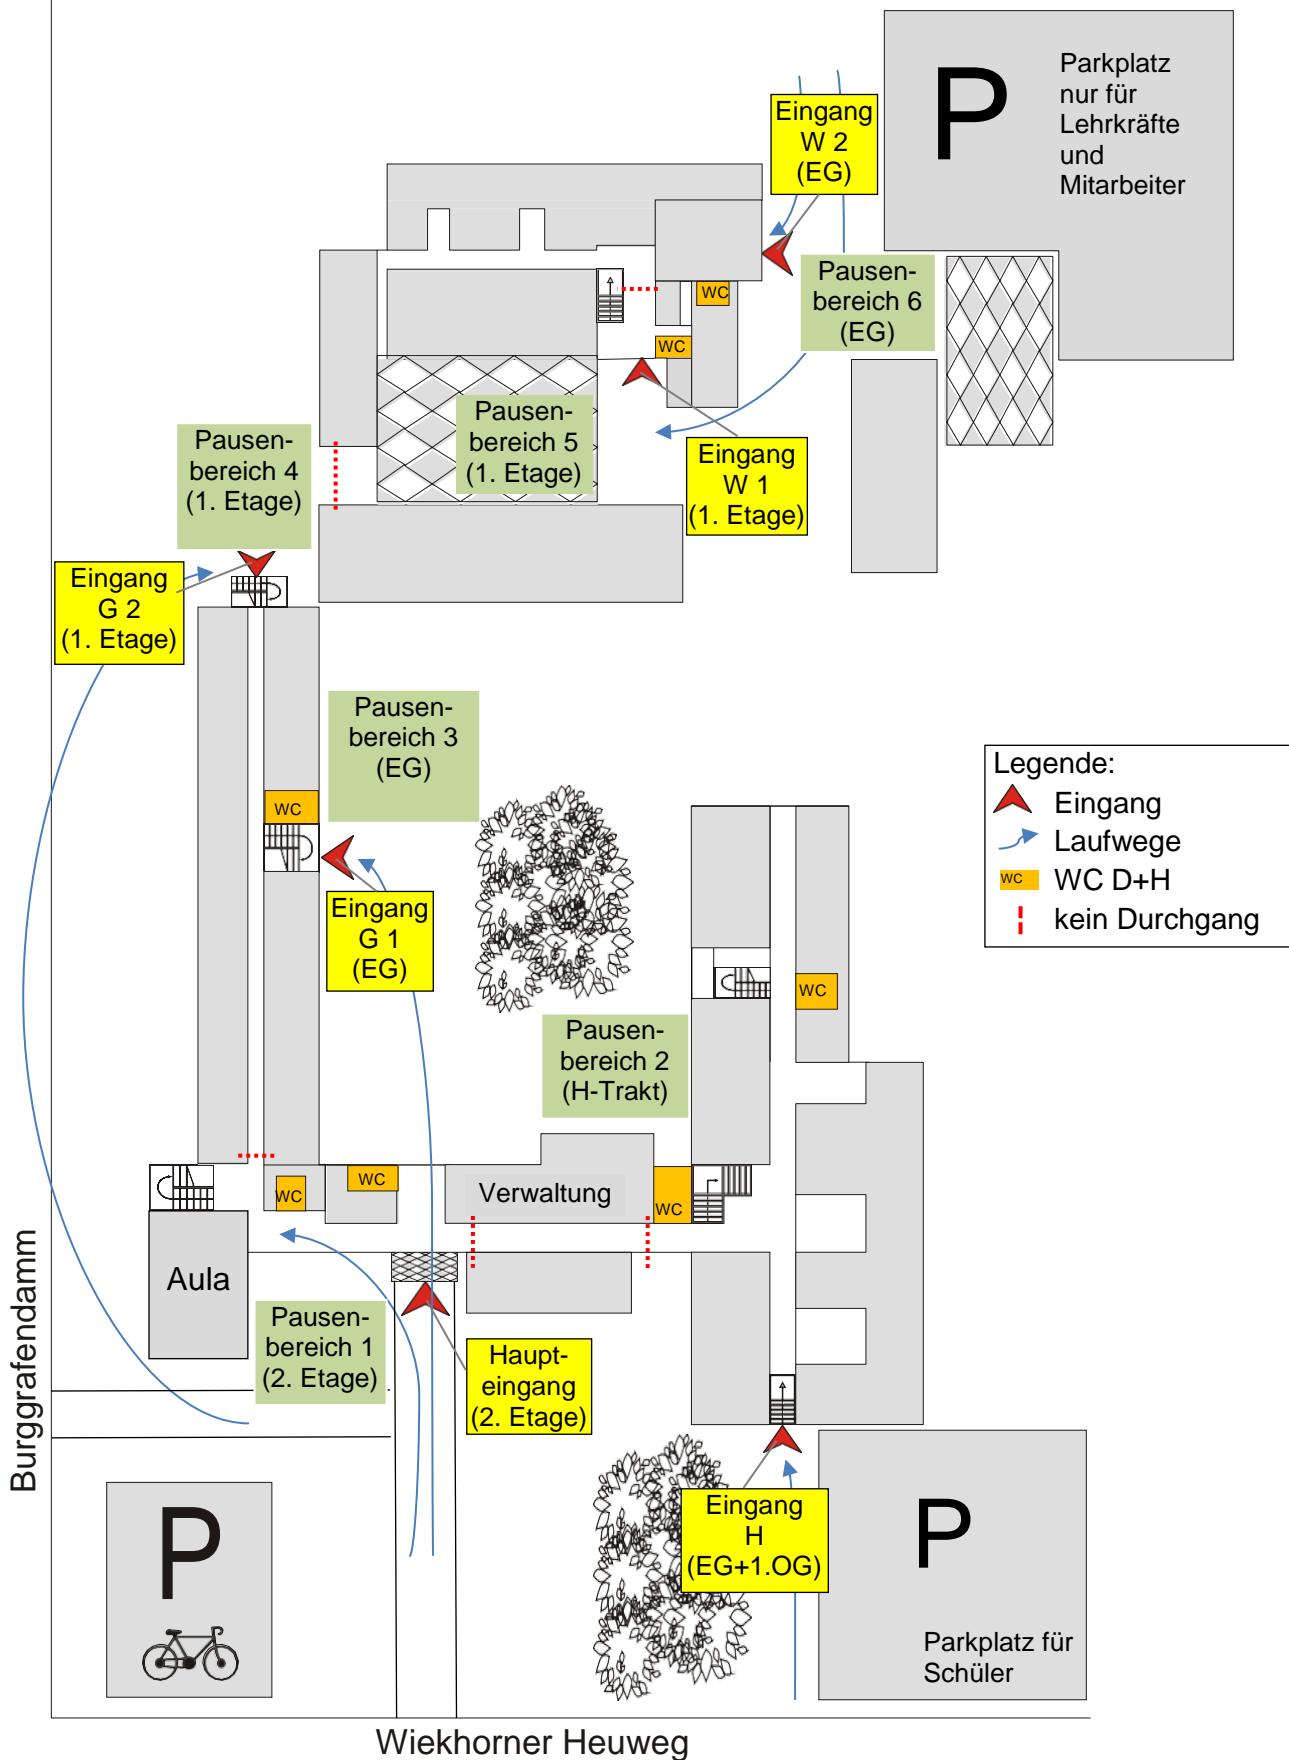 P
Parkplatz
nur für
Lehrkräfte
und
Mitarbeiter
Eingang
W 2
(EG)
Pausen-
bereich 6
(EG)
WC
WC
Pausen-
bereich 5
(1. Etage)
Pausen-
bereich 4
(1. Etage)
Eingang
W 1
(1. Etage)
Eingang
G 2
(1. Etage)
Pausen-
bereich 3
(EG)
WC
Legende:
Eingang
Laufwege
WC
WC D+H
kein Durchgang
Eingang
G 1
(EG)
WC
Pausen-
bereich 2
(H-Trakt)
WC
WC
Verwaltung
WC
Aula
Pausen-
bereich 1
(2. Etage)
Haupt-
eingang
(2. Etage)
Burggrafendamm
P
Eingang
H
(EG+1.OG)
P
Parkplatz für
Schüler
Wiekhorner Heuweg